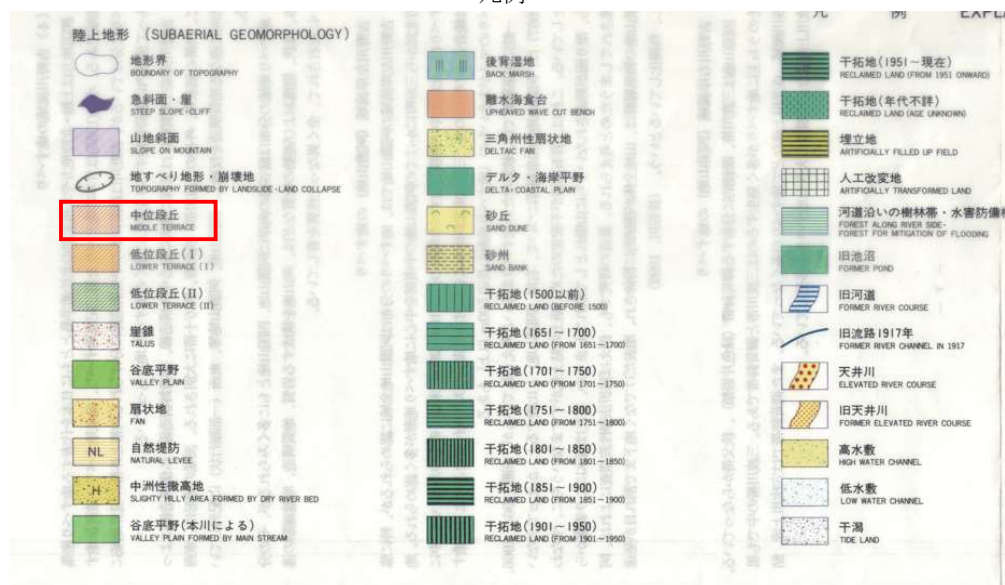 凡例
凡 例 EXPL
陸上地形 (SUBAERIAL GEOMORPHOLOGY)
地形界
BOUNDARY OF TOPOGRAPHY
急斜面・崖
STEEP SLOPE・CLIFF
山地斜面
SLOPE ON MOUNTAIN
地すべり地形・崩壊地
TOPOGRAPHY FORMED BY LANDSLIDE・LAND COLLAPSE
中位段丘
MIDDLE TERRACE
低位段丘(I)
LOWER TERRACE (I)
低位段丘(II)
LOWER TERRACE (II)
崖錐
TALUS
谷底平野
VALLEY PLAIN
扇状地
FAN
NL 自然堤防
NATURAL LEVEE
H 中洲性微高地
SLIGHTY HILLY AREA FORMED BY DRY RIVER BED
谷底平野(本川による)
VALLEY PLAIN FORMED BY MAIN STREAM
後背湿地
BACK MARSH
離水海食台
UPHEAVED WAVE CUT BENCH
三角州性扇状地
DELTAIC FAN
デルタ・海岸平野
DELTA・COASTAL PLAIN
砂丘
SAND DUNE
砂州
SAND BANK
干拓地(1500以前)
RECLAIMED LAND (BEFORE 1500)
干拓地(1651~1700)
RECLAIMED LAND (FROM 1651~1700)
干拓地(1701~1750)
RECLAIMED LAND (FROM 1701~1750)
干拓地(1751~1800)
RECLAIMED LAND (FROM 1751~1800)
干拓地(1801~1850)
RECLAIMED LAND (FROM 1801~1850)
干拓地(1851~1900)
RECLAIMED LAND (FROM 1851~1900)
干拓地(1901~1950)
RECLAIMED LAND (FROM 1901~1950)
干拓地(1951~現在)
RECLAIMED LAND (FROM 1951 ONWARD)
干拓地(年代不詳)
RECLAIMED LAND (AGE UNKNOWN)
埋立地
ARTIFICIALLY FILLED UP FIELD
人工改変地
ARTIFICIALLY TRANSFORMED LAND
河道沿いの樹林帯・水害防備
FOREST ALONG RIVER SIDE・
FOREST FOR MITIGATION OF FLOODING
旧池沼
FORMER POND
旧河道
FORMER RIVER COURSE
旧流路1917年
FORMER RIVER CHANNEL IN 1917
天井川
ELEVATED RIVER COURSE
旧天井川
FORMER ELEVATED RIVER COURSE
高水敷
HIGH WATER CHANNEL
低水敷
LOW WATER CHANNEL
干潟
TIDE LAND